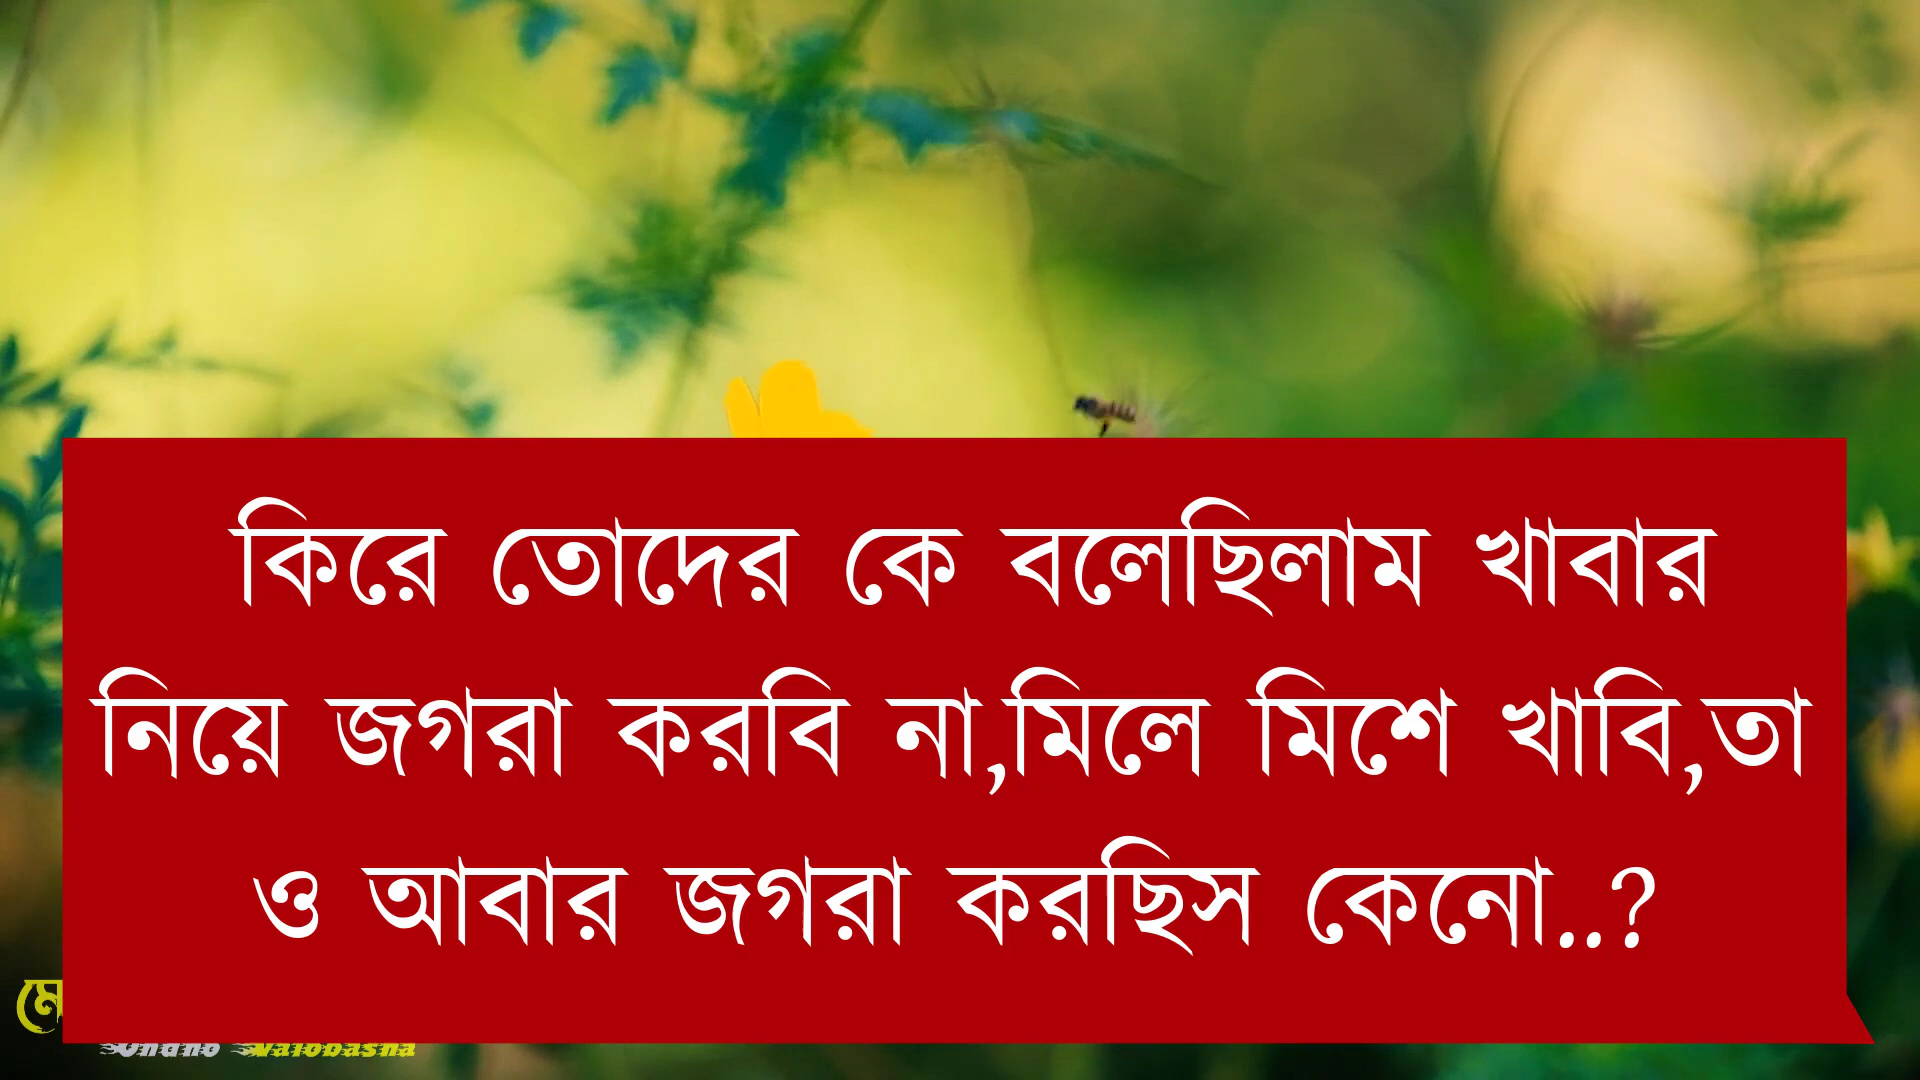 কিরে তোদের কে বলেছিলাম খাবার
নিয়ে জগরা করবি না,মিলে মিশে খাবি,তা
ও আবার জগরা করছিস কেনো..?